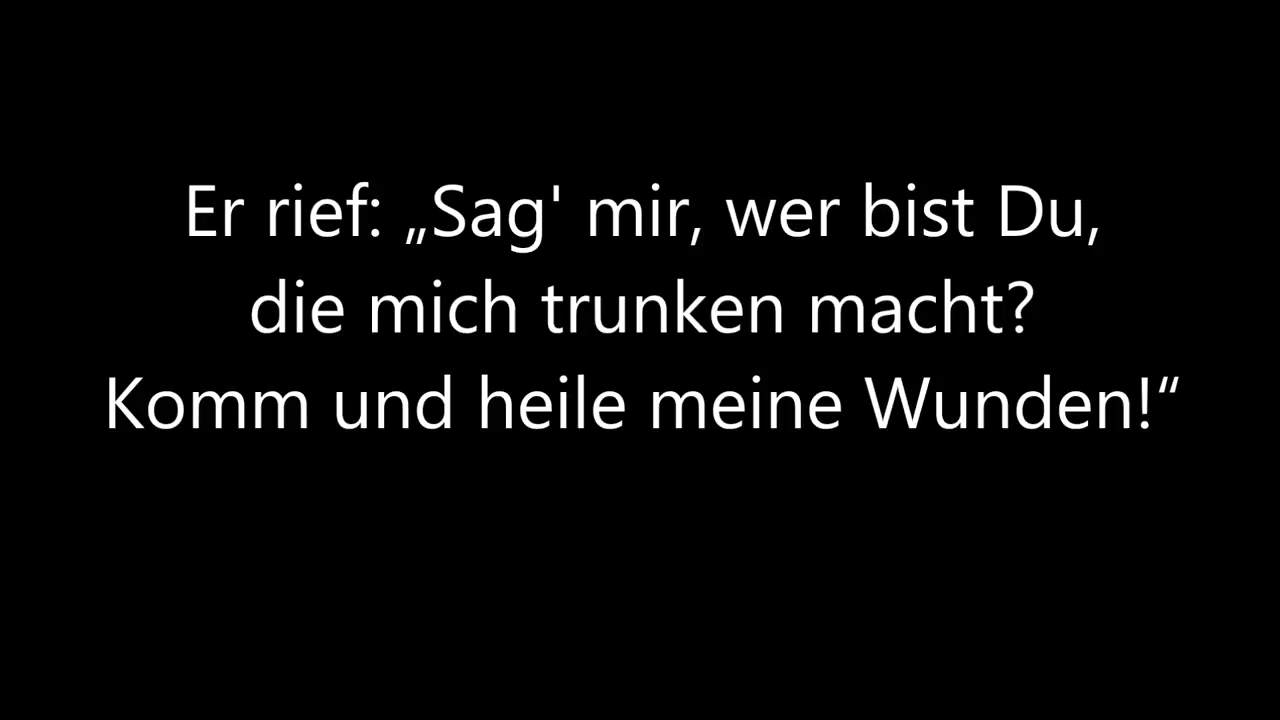 Er rief: „Sag' mir, wer bist Du,
die mich trunken macht?
Komm und heile meine Wunden!“